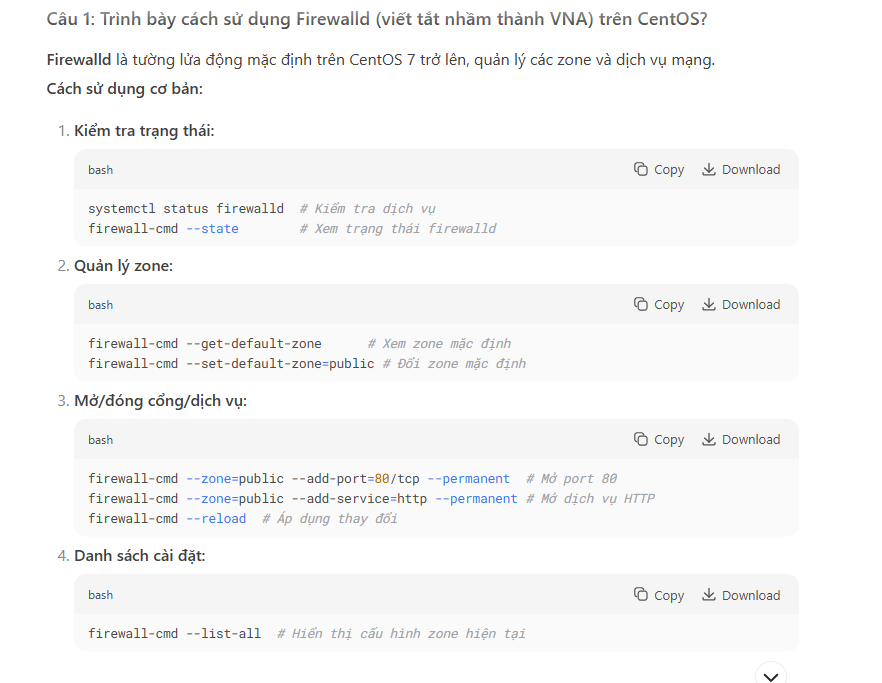 Câu 1: Trình bày cách sử dụng Firewalld (viết tắt nhầm thành VNA) trên CentOS?
Firewalld là tường lửa động mặc định trên CentOS 7 trở lên, quản lý các zone và dịch vụ mạng.
Cách sử dụng cơ bản:
1. Kiểm tra trạng thái:
bash Copy Download
systemctl status firewalld  # Kiểm tra dịch vụ
firewall-cmd --state        # Xem trạng thái firewalld
2. Quản lý zone:
bash Copy Download
firewall-cmd --get-default-zone      # Xem zone mặc định
firewall-cmd --set-default-zone=public # Đổi zone mặc định
3. Mở/đóng cổng/dịch vụ:
bash Copy Download
firewall-cmd --zone=public --add-port=80/tcp --permanent  # Mở port 80
firewall-cmd --zone=public --add-service=http --permanent # Mở dịch vụ HTTP
firewall-cmd --reload  # Áp dụng thay đổi
4. Danh sách cài đặt:
bash Copy Download
firewall-cmd --list-all  # Hiển thị cấu hình zone hiện tại